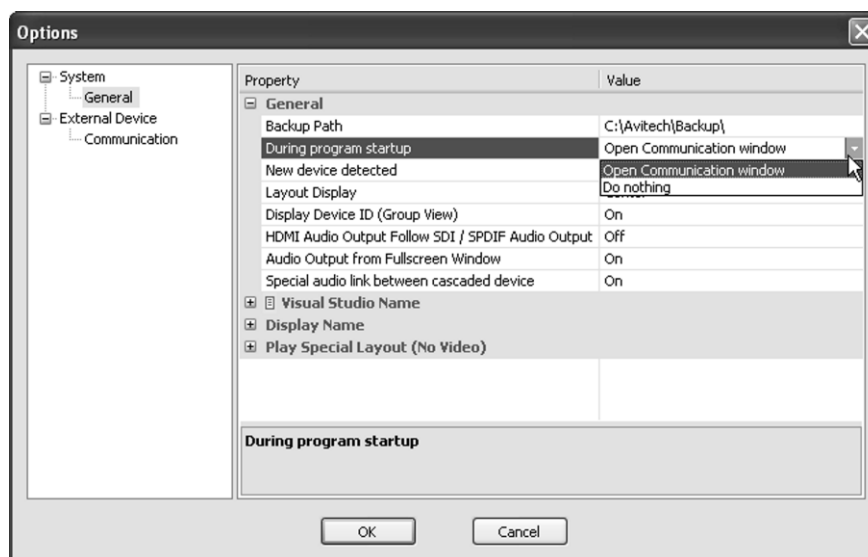 Options
System
General
External Device
Communication
Property Value
General
Backup Path C:\Avitech\Backup\
During program startup Open Communication window
New device detected Open Communication window
Layout Display Do nothing
Display Device ID (Group View) On
HDMI Audio Output Follow SDI / SPDIF Audio Output Off
Audio Output from Fullscreen Window On
Special audio link between cascaded device On
Visual Studio Name
Display Name
Play Special Layout (No Video)
During program startup
OK Cancel